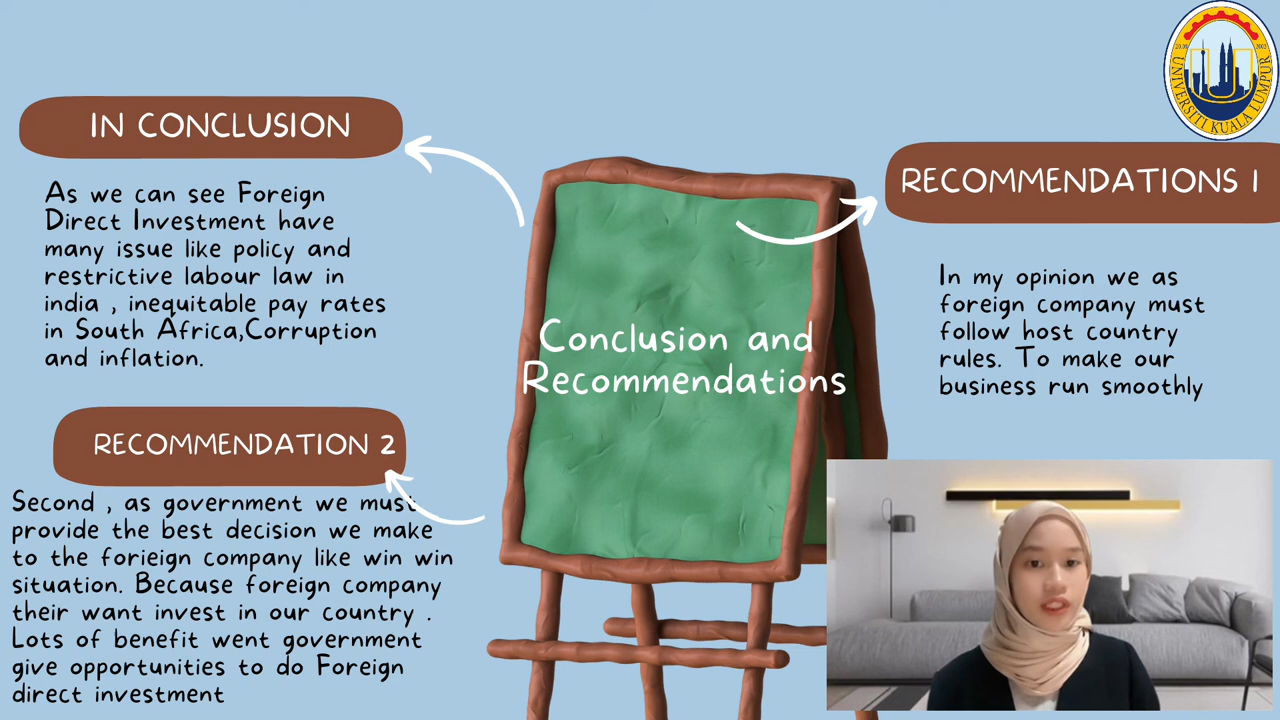 IN CONCLUSION
As we can see Foreign
Direct Investment have
many issue like policy and
restrictive labour law in
india , inequitable pay rates
in South Africa,Corruption
and inflation.
RECOMMENDATION 2
Second , as government we must
provide the best decision we make
to the forieign company like win win
situation. Because foreign company
their want invest in our country .
Lots of benefit went government
give opportunities to do Foreign
direct investment
Conclusion and
Recommendations
UNIVERSITI KUALA LUMPUR
RECOMMENDATIONS 1
In my opinion we as
foreign company must
follow host country
rules. To make our
business run smoothly